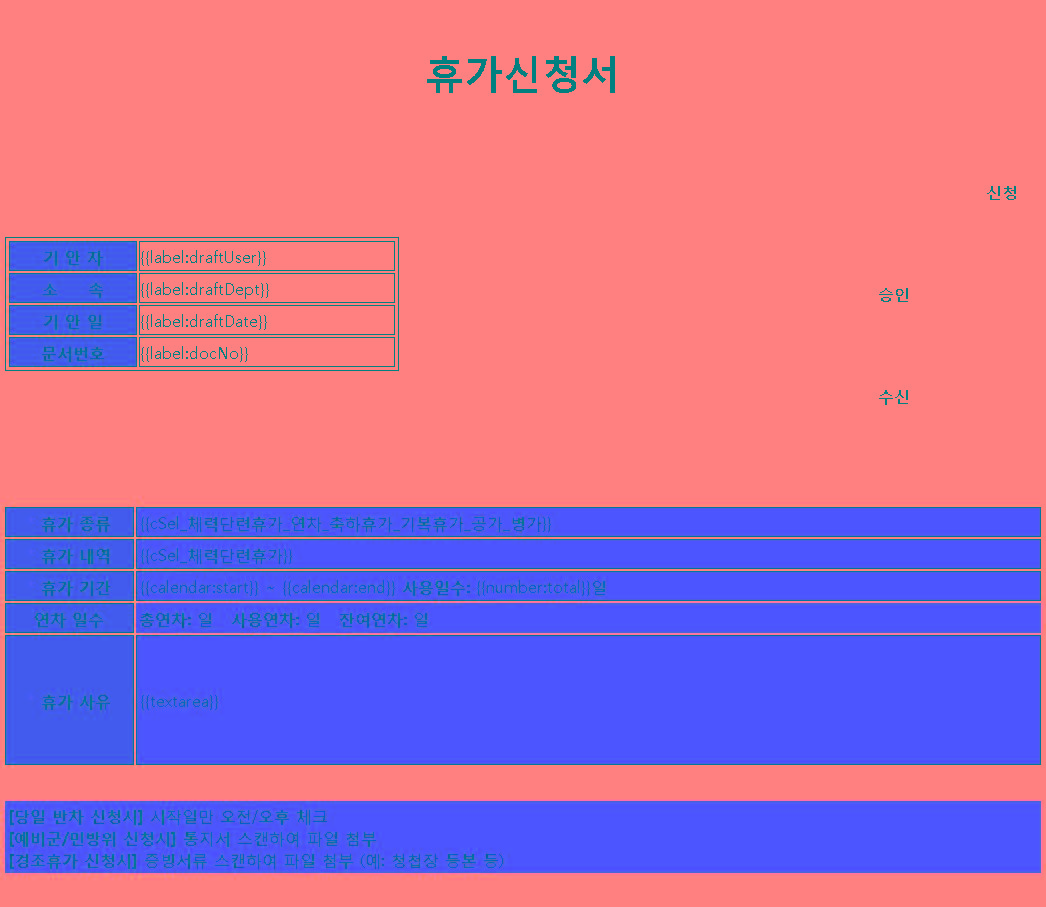 휴가신청서
신청
기 안 자 {{label:draftUser}}
소 속 {{label:draftDept}}
승인
기 안 일 {{label:draftDate}}
문서번호 {{label:docNo}}
수신
휴가 종류 {{cSel_체력단련휴가_연차_축하휴가_기복휴가_공가_병가}}
휴가 내역 {{cSel_체력단련휴가}}
휴가 기간 {{calendar:start}} ~ {{calendar:end}} 사용일수: {{number:total}}일
연차 일수 총연차: 일 사용연차: 일 잔여연차: 일
휴가 사유 {{textarea}}
[당일 반차 신청시] 시작일만 오전/오후 체크
[예비군/민방위 신청시] 통지서 스캔하여 파일 첨부
[경조휴가 신청시] 증빙서류 스캔하여 파일 첨부 (예: 청첩장 등본 등)